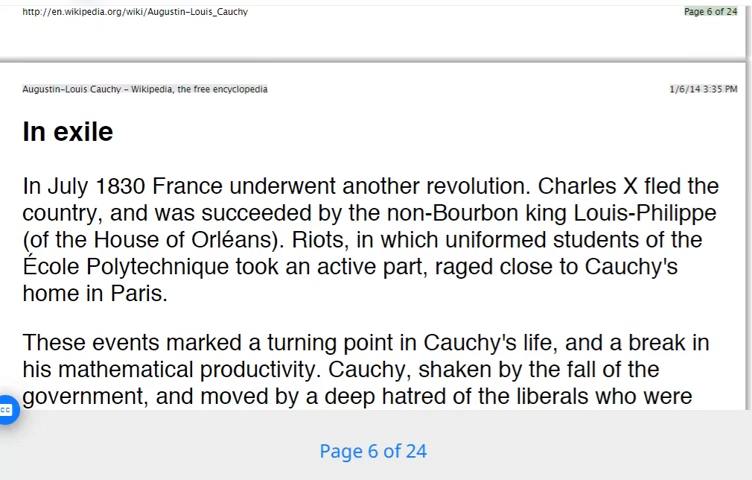 http://en.wikipedia.org/wiki/Augustin-Louis_Cauchy Page 6 of 24
Augustin-Louis Cauchy - Wikipedia, the free encyclopedia 1/6/14 3:35 PM
In exile
In July 1830 France underwent another revolution. Charles X fled the
country, and was succeeded by the non-Bourbon king Louis-Philippe
(of the House of Orléans). Riots, in which uniformed students of the
École Polytechnique took an active part, raged close to Cauchy's
home in Paris.
These events marked a turning point in Cauchy's life, and a break in
his mathematical productivity. Cauchy, shaken by the fall of the
government, and moved by a deep hatred of the liberals who were
cc
Page 6 of 24